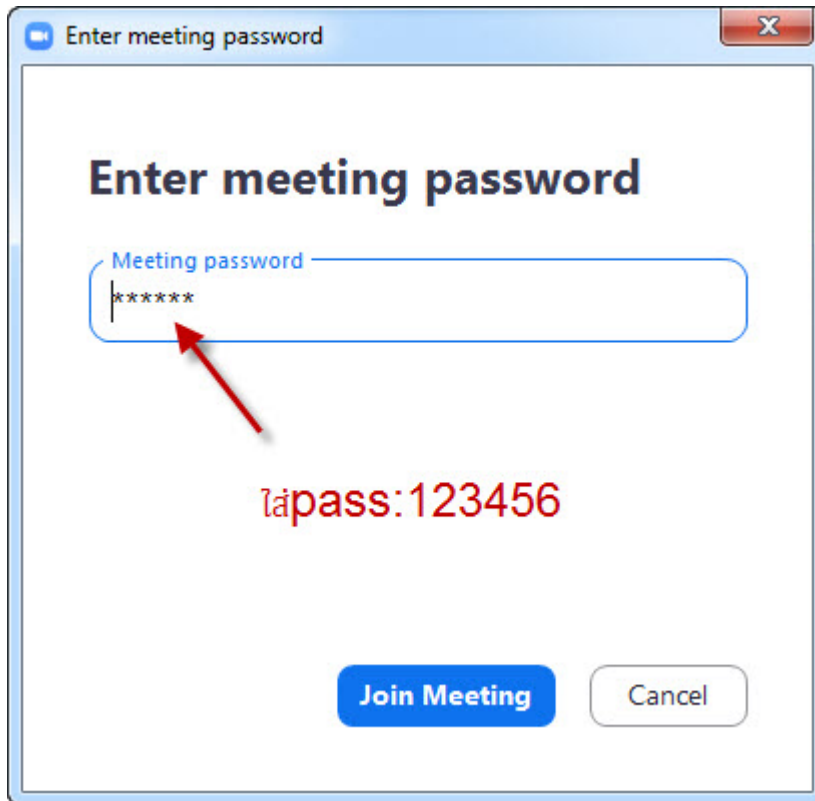 Enter meeting password
Enter meeting password
Meeting password
******
ใส่pass:123456
Join Meeting
Cancel